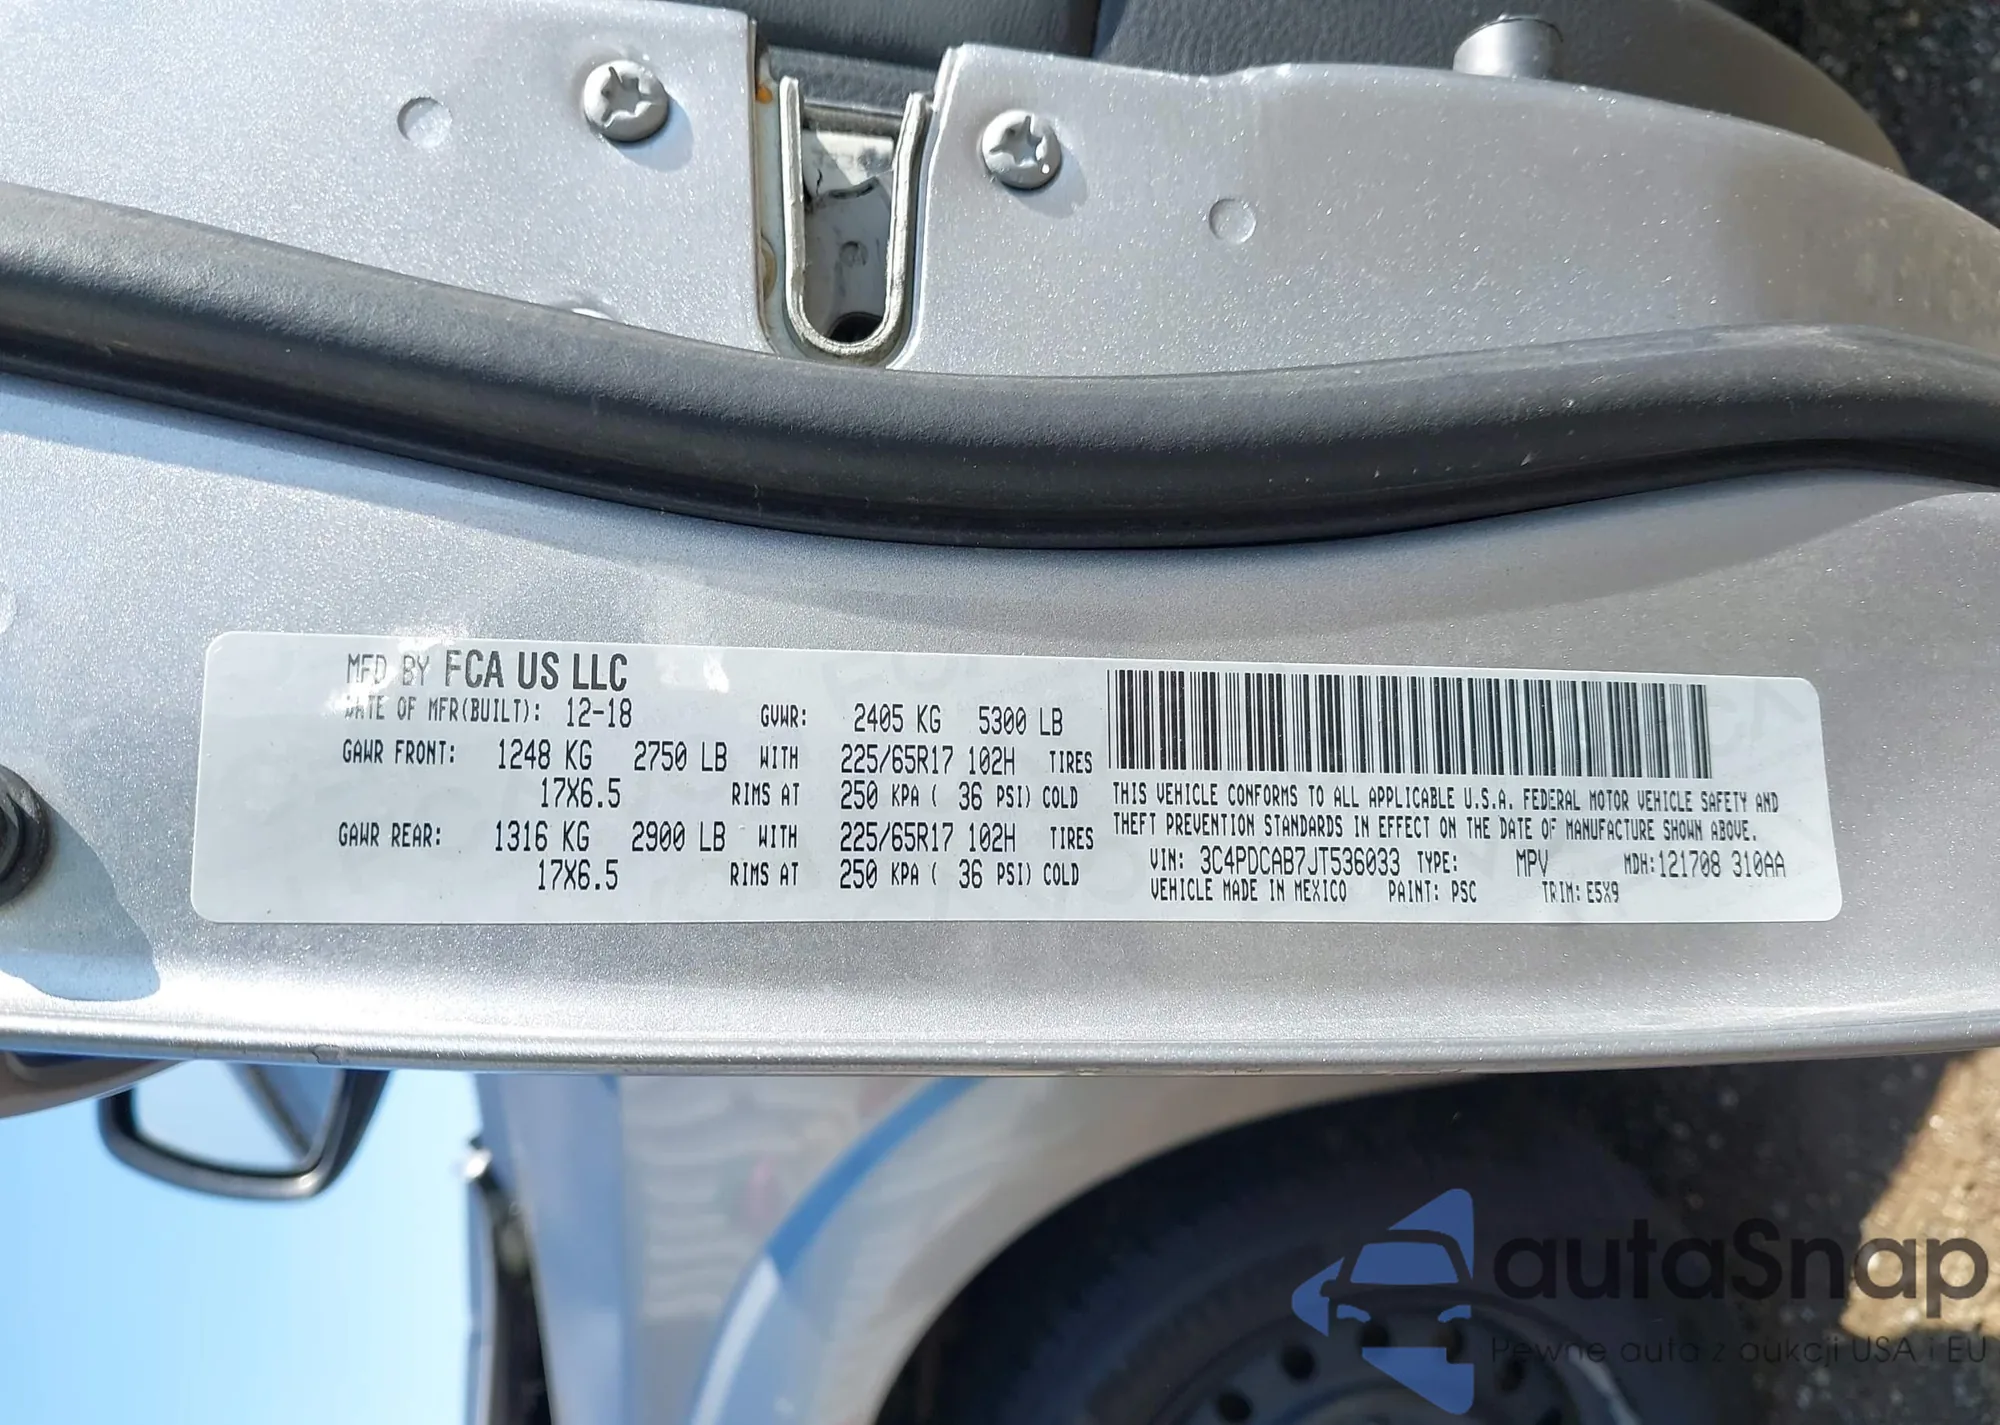 MFD BY FCA US LLC
DATE OF MFR(BUILT): 12-18 GVWR: 2405 KG 5300 LB
GAWR FRONT: 1248 KG 2750 LB WITH 225/65R17 102H TIRES
17X6.5 RIMS AT 250 KPA ( 36 PSI) COLD
GAWR REAR: 1316 KG 2900 LB WITH 225/65R17 102H TIRES
17X6.5 RIMS AT 250 KPA ( 36 PSI) COLD
THIS VEHICLE CONFORMS TO ALL APPLICABLE U.S.A. FEDERAL MOTOR VEHICLE SAFETY AND
THEFT PREVENTION STANDARDS IN EFFECT ON THE DATE OF MANUFACTURE SHOWN ABOVE.
VIN: 3C4PDCAB7JT536033 TYPE: MPV MDH:121708 310AA
VEHICLE MADE IN MEXICO PAINT: PSC TRIM: E5X9
autaSnap
Pewne auta z aukcji USA i EU